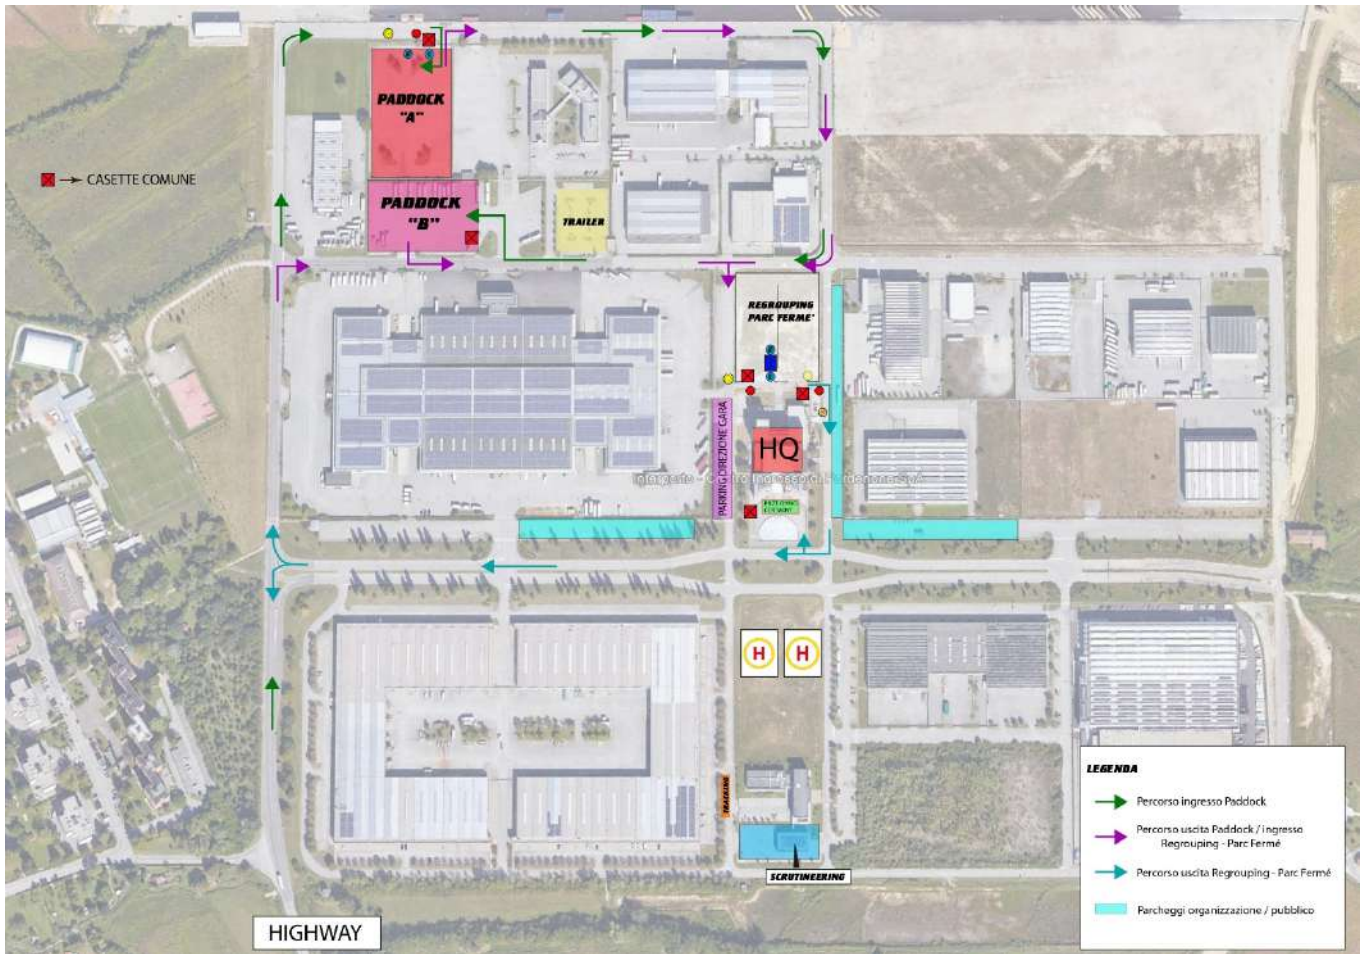 PADDOCK
"A"
CASETTE COMUNE
PADDOCK
"B"
TRAILER
REGROUPING
PARC FERME'
PARKING DIREZIONE GARA
HQ
H
H
TRACKING
SCRUTINEERING
HIGHWAY
LEGENDA
Percorso ingresso Paddock
Percorso uscita Paddock / ingresso
Regrouping - Parc Fermé
Percorso uscita Regrouping - Parc Fermé
Parcheggi organizzazione / pubblico